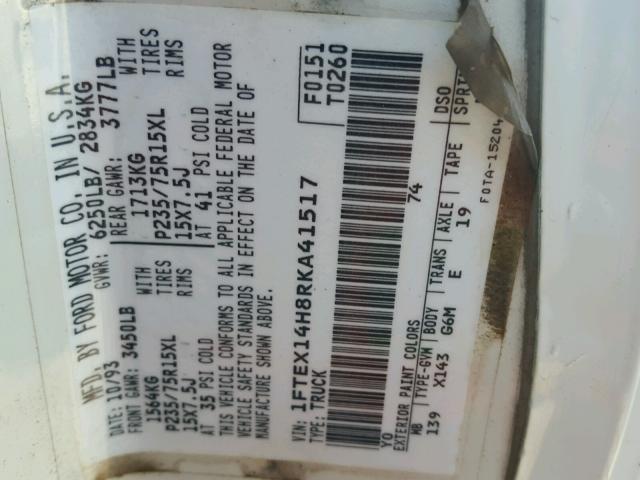 MFD. BY FORD MOTOR CO. IN U.S.A.
DATE: 10/93 GVWR: 6250LB/ 2834KG
FRONT GAWR: 3450LB REAR GAWR: 3777LB
1564KG WITH 1713KG WITH
P235/75R15XL TIRES P235/75R15XL TIRES
15X7.5J RIMS 15X7.5J RIMS
AT 35 PSI COLD AT 41 PSI COLD
THIS VEHICLE CONFORMS TO ALL APPLICABLE FEDERAL MOTOR
VEHICLE SAFETY STANDARDS IN EFFECT ON THE DATE OF
MANUFACTURE SHOWN ABOVE.
VIN: 1FTEX14H8RKA41517 F0151
TYPE: TRUCK T0260
YO 74
EXTERIOR PAINT COLORS DSO
WB | TYPE-GVW | BODY | TRANS | AXLE | TAPE SPR
139 X143 G6M E 19
F0TA-15204